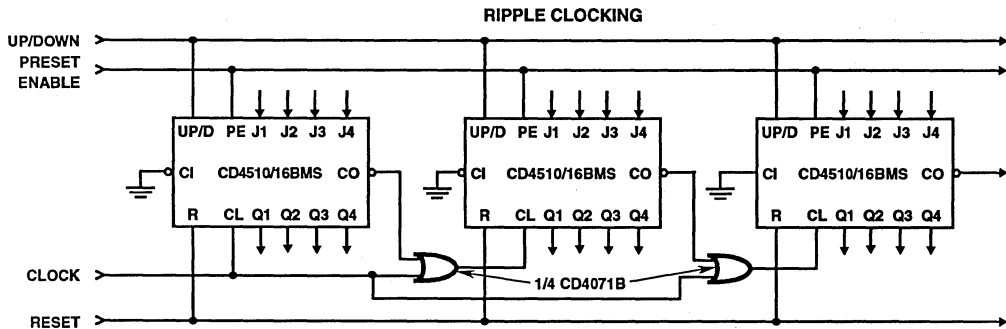 RIPPLE CLOCKING
UP/DOWN
PRESET
ENABLE
UP/D PE J1 J2 J3 J4
CI CD4510/16BMS CO
R CL Q1 Q2 Q3 Q4
UP/D PE J1 J2 J3 J4
CI CD4510/16BMS CO
R CL Q1 Q2 Q3 Q4
UP/D PE J1 J2 J3 J4
CI CD4510/16BMS CO
R CL Q1 Q2 Q3 Q4
CLOCK
1/4 CD4071B
RESET